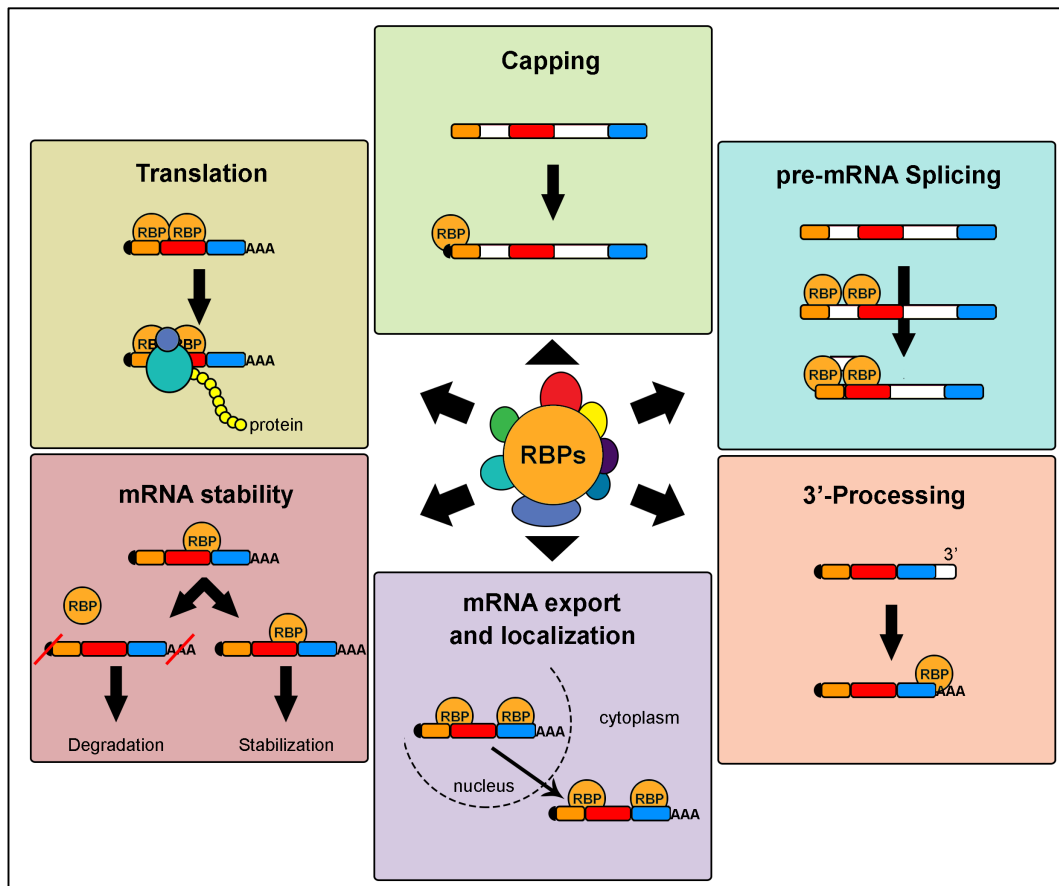 Capping
RBP
Translation
RBP RBP
AAA
RBP RBP
AAA
protein
pre-mRNA Splicing
RBP RBP
RBP RBP
RBPs
mRNA stability
RBP
AAA
RBP
AAA
RBP
AAA
Degradation
Stabilization
mRNA export
and localization
RBP RBP
AAA
cytoplasm
nucleus
RBP RBP
AAA
3’-Processing
3’
RBP
AAA